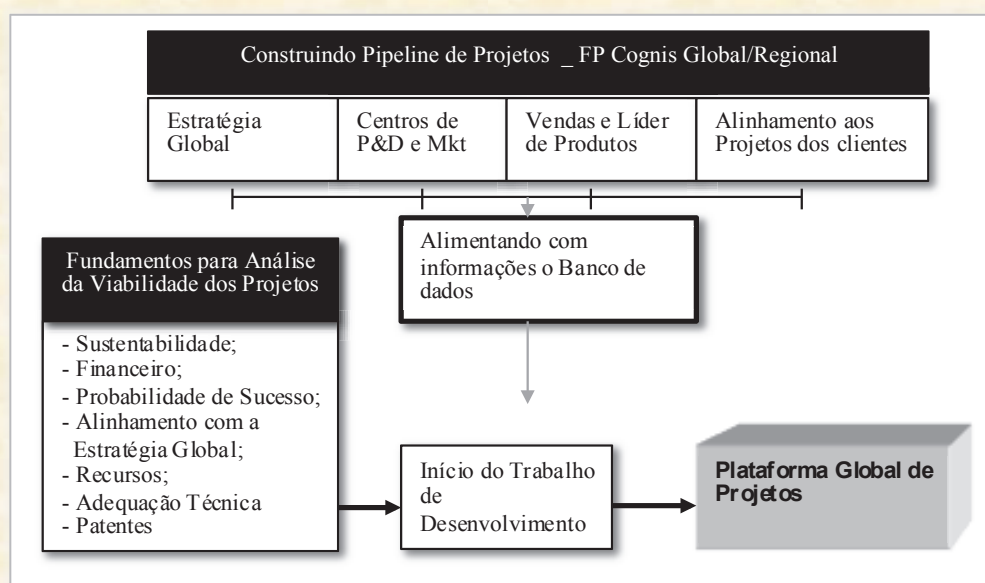 Construindo Pipeline de Projetos _ FP Cognis Global/Regional
Estratégia
Global
Centros de
P&D e Mkt
Vendas e Líder
de Produtos
Alinhamento aos
Projetos dos clientes
Alimentando com
informações o Banco de
dados
Fundamentos para Análise
da Viabilidade dos Projetos
- Sustentabilidade;
- Financeiro;
- Probabilidade de Sucesso;
- Alinhamento com a
Estratégia Global;
- Recursos;
- Adequação Técnica
- Patentes
Início do Trabalho
de
Desenvolvimento
Plataforma Global de
Projetos